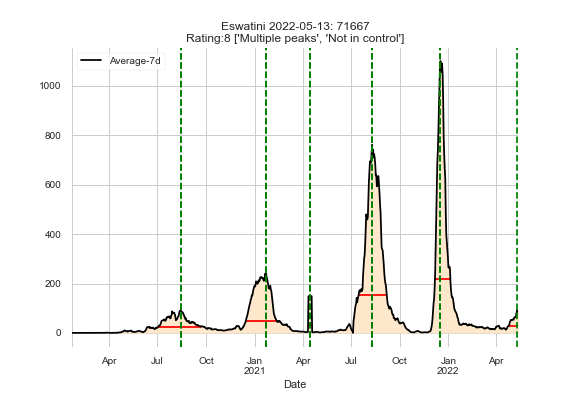 Eswatini 2022-05-13: 71667
Rating:8 ['Multiple peaks', 'Not in control']
Average-7d
1000
800
600
400
200
0
Apr Jul Oct Jan Apr Jul Oct Jan Apr
2021 2022
Date